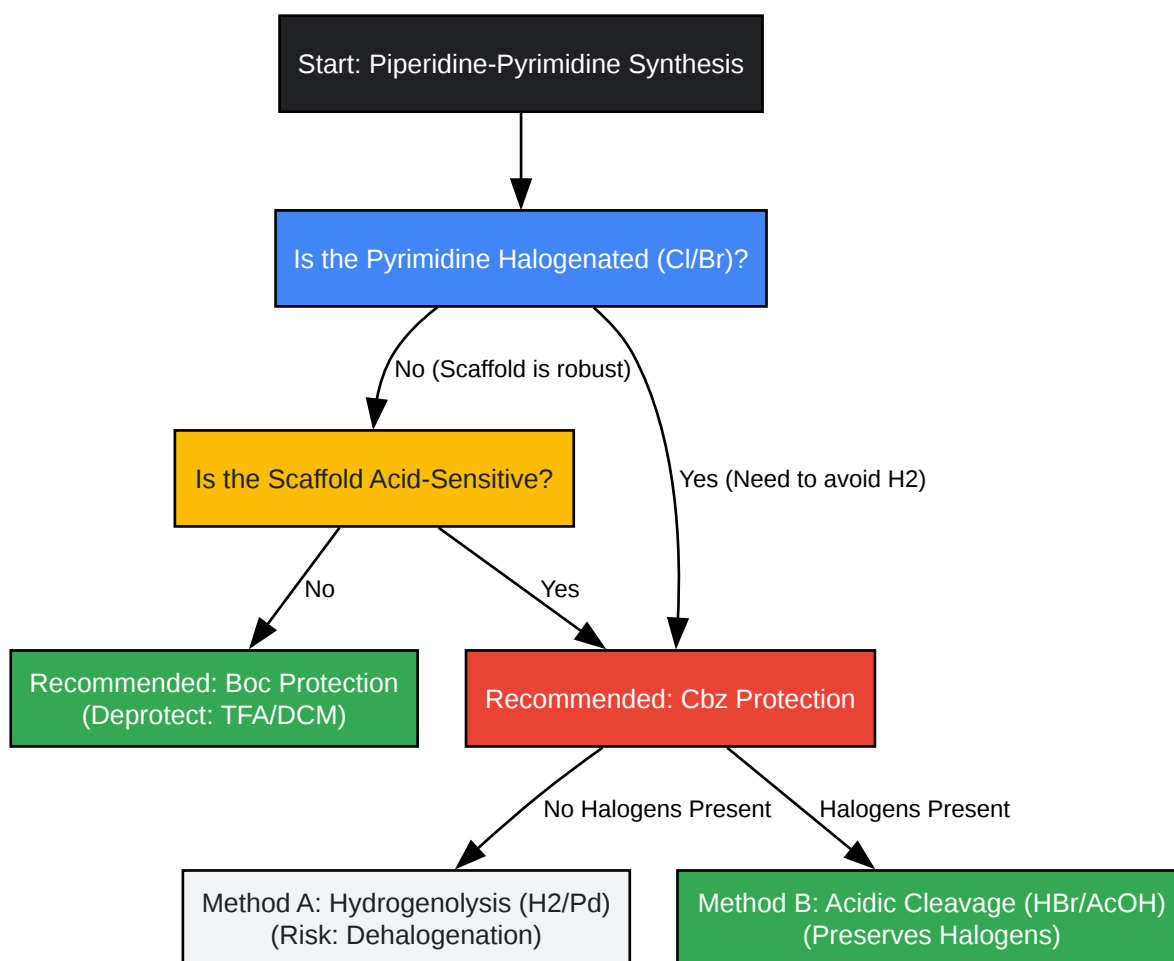 Start: Piperidine-Pyrimidine Synthesis
Is the Pyrimidine Halogenated (Cl/Br)?
No (Scaffold is robust)
Is the Scaffold Acid-Sensitive?
Yes (Need to avoid H2)
No
Yes
Recommended: Boc Protection
(Deprotect: TFA/DCM)
Recommended: Cbz Protection
No Halogens Present
Halogens Present
Method A: Hydrogenolysis (H2/Pd)
(Risk: Dehalogenation)
Method B: Acidic Cleavage (HBr/AcOH)
(Preserves Halogens)